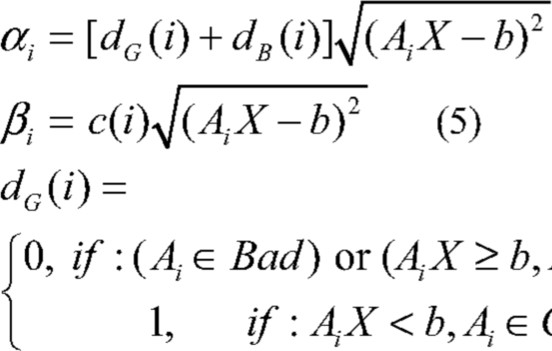 α_i = [d_G(i) + d_B(i)]√(A_iX − b)²
β_i = c(i)√(A_iX − b)² (5)
d_G(i) =
{0, if : (A_i ∈ Bad) or (A_iX ≥ b,
1, if : A_iX < b, A_i ∈